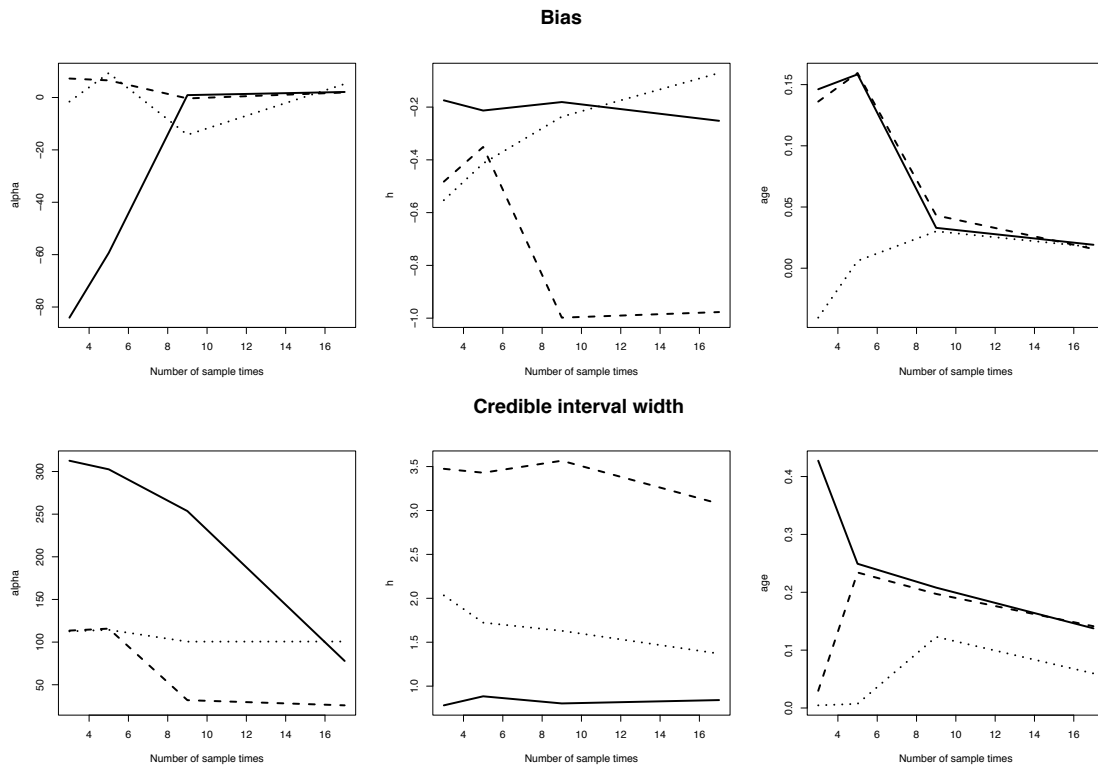 Bias
alpha
0
−20
−40
−60
−80
4 6 8 10 12 14 16
Number of sample times
h
−0.2
−0.4
−0.6
−0.8
−1.0
4 6 8 10 12 14 16
Number of sample times
age
0.15
0.10
0.05
0.00
4 6 8 10 12 14 16
Number of sample times
Credible interval width
alpha
300
250
200
150
100
50
4 6 8 10 12 14 16
Number of sample times
h
3.5
3.0
2.5
2.0
1.5
1.0
4 6 8 10 12 14 16
Number of sample times
age
0.4
0.3
0.2
0.1
0.0
4 6 8 10 12 14 16
Number of sample times